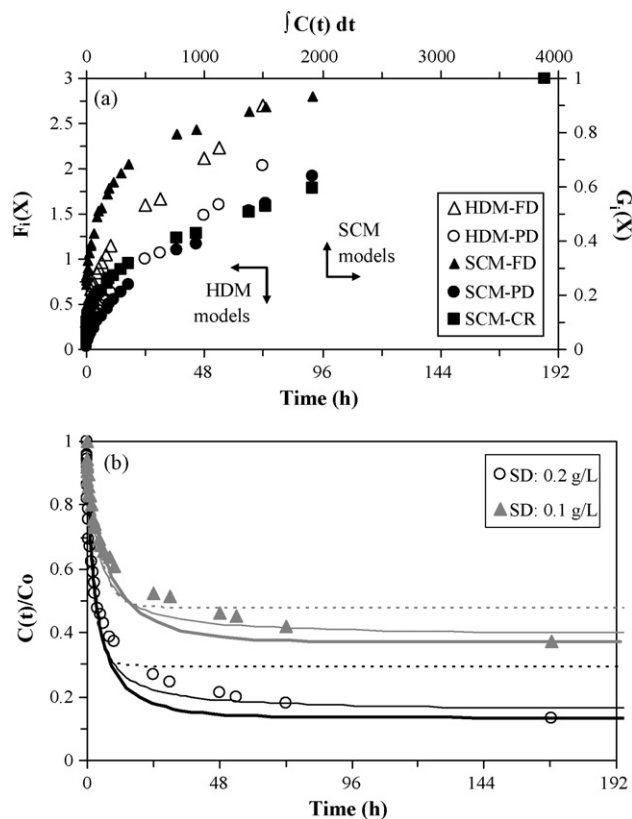 ∫C(t) dt
0 1000 2000 3000 4000
(a)
3
2.5
2
1.5
1
0.5
0
F_i(X)
1
0.8
0.6
0.4
0.2
0
G_i(X)
HDM models
SCM models
△ HDM-FD
○ HDM-PD
▲ SCM-FD
● SCM-PD
■ SCM-CR
0 48 96 144 192
Time (h)
(b)
1
0.8
0.6
0.4
0.2
0
C(t)/Co
○ SD: 0.2 g/L
▲ SD: 0.1 g/L
0 48 96 144 192
Time (h)